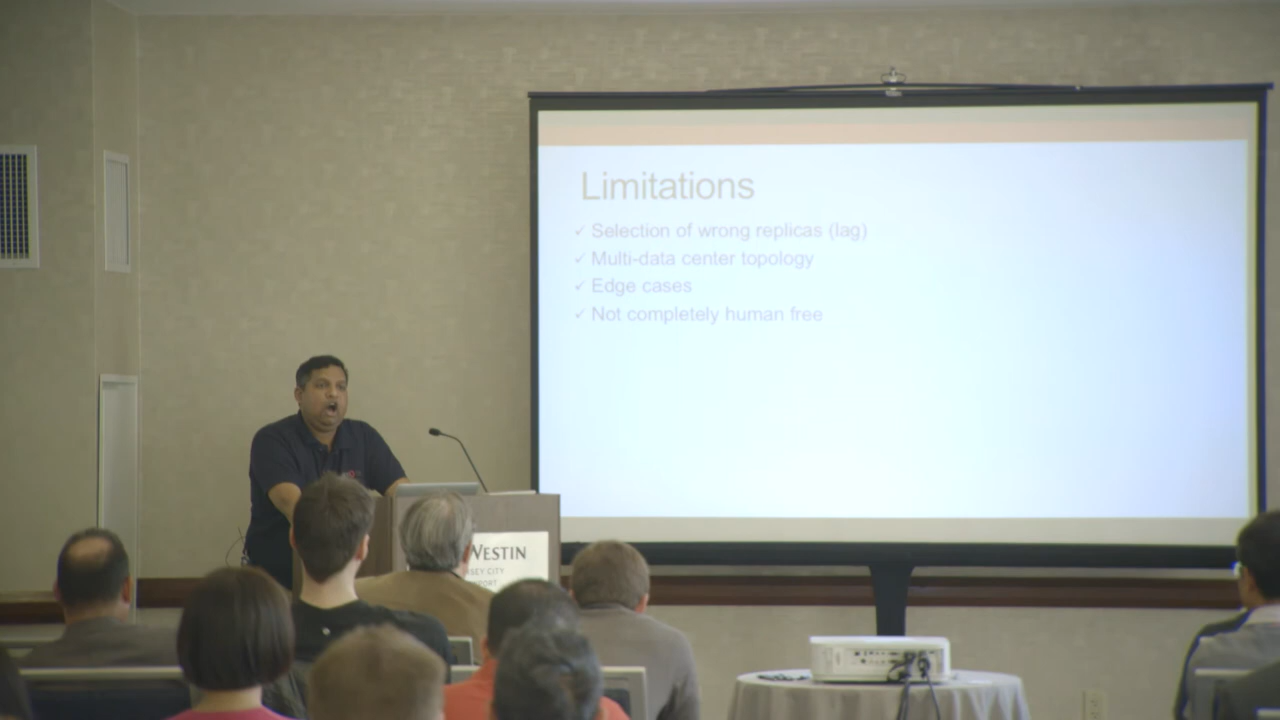 Limitations
✓ Selection of wrong replicas (lag)
✓ Multi-data center topology
✓ Edge cases
✓ Not completely human free
WESTIN